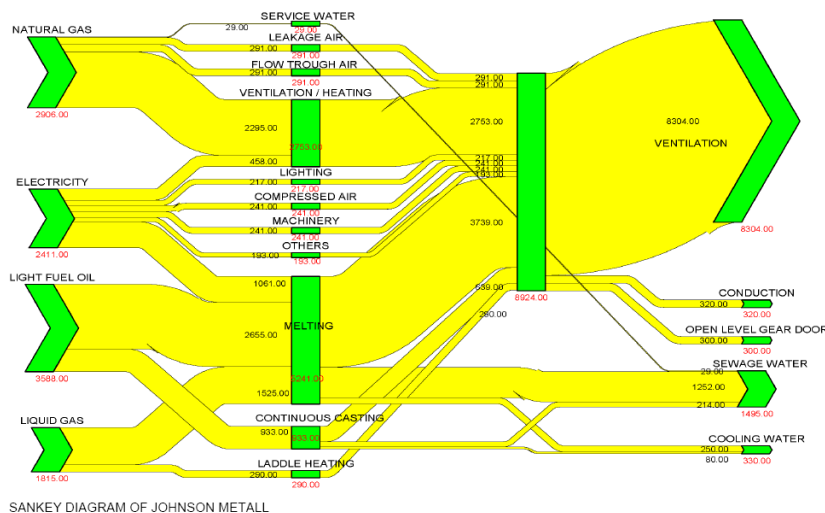 SERVICE WATER
29.00
29.00
NATURAL GAS
LEAKAGE AIR
291.00
291.00
FLOW TROUGH AIR
291.00
291.00
2906.00
VENTILATION / HEATING
2295.00
2753.00
458.00
291.00
291.00
2753.00
8304.00
VENTILATION
8304.00
LIGHTING
217.00
217.00
217.00
ELECTRICITY
COMPRESSED AIR
241.00
241.00
241.00
MACHINERY
241.00
241.00
241.00
OTHERS
193.00
193.00
193.00
2411.00
3739.00
LIGHT FUEL OIL
1061.00
MELTING
2655.00
5241.00
1525.00
3588.00
639.00
260.00
8924.00
CONDUCTION
320.00
320.00
OPEN LEVEL GEAR DOOR
300.00
300.00
SEWAGE WATER
29.00
1252.00
214.00
1495.00
LIQUID GAS
CONTINUOUS CASTING
933.00
933.00
LADDLE HEATING
290.00
290.00
1815.00
COOLING WATER
250.00
80.00
330.00
SANKEY DIAGRAM OF JOHNSON METALL